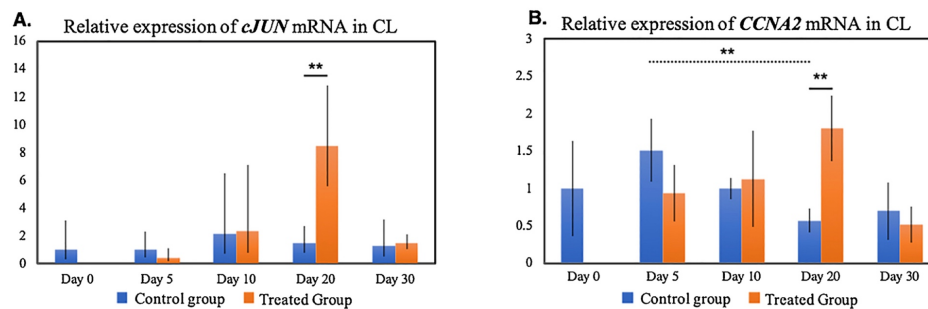 A.
Relative expression of cJUN mRNA in CL
16
14
12
10
8
6
4
2
0
**
Day 0 Day 5 Day 10 Day 20 Day 30
Control group Treated Group
B.
Relative expression of CCNA2 mRNA in CL
3
2.5
2
1.5
1
0.5
0
**
**
Day 0 Day 5 Day 10 Day 20 Day 30
Control group Treated Group